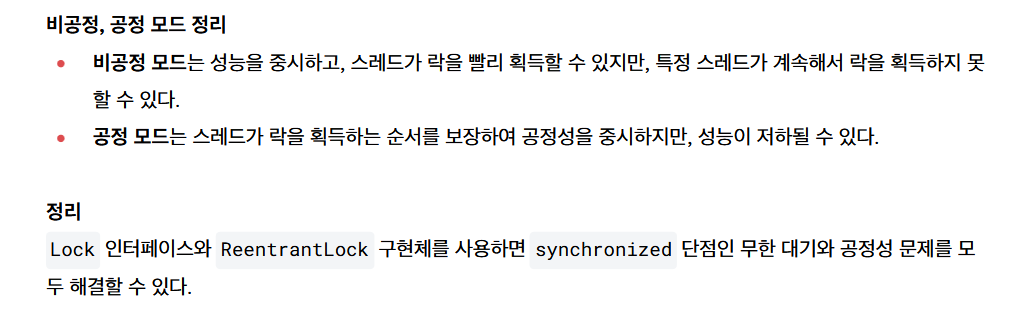 비공정, 공정 모드 정리
비공정 모드는 성능을 중시하고, 스레드가 락을 빨리 획득할 수 있지만, 특정 스레드가 계속해서 락을 획득하지 못
할 수 있다.
공정 모드는 스레드가 락을 획득하는 순서를 보장하여 공정성을 중시하지만, 성능이 저하될 수 있다.
정리
Lock 인터페이스와 ReentrantLock 구현체를 사용하면 synchronized 단점인 무한 대기와 공정성 문제를 모
두 해결할 수 있다.